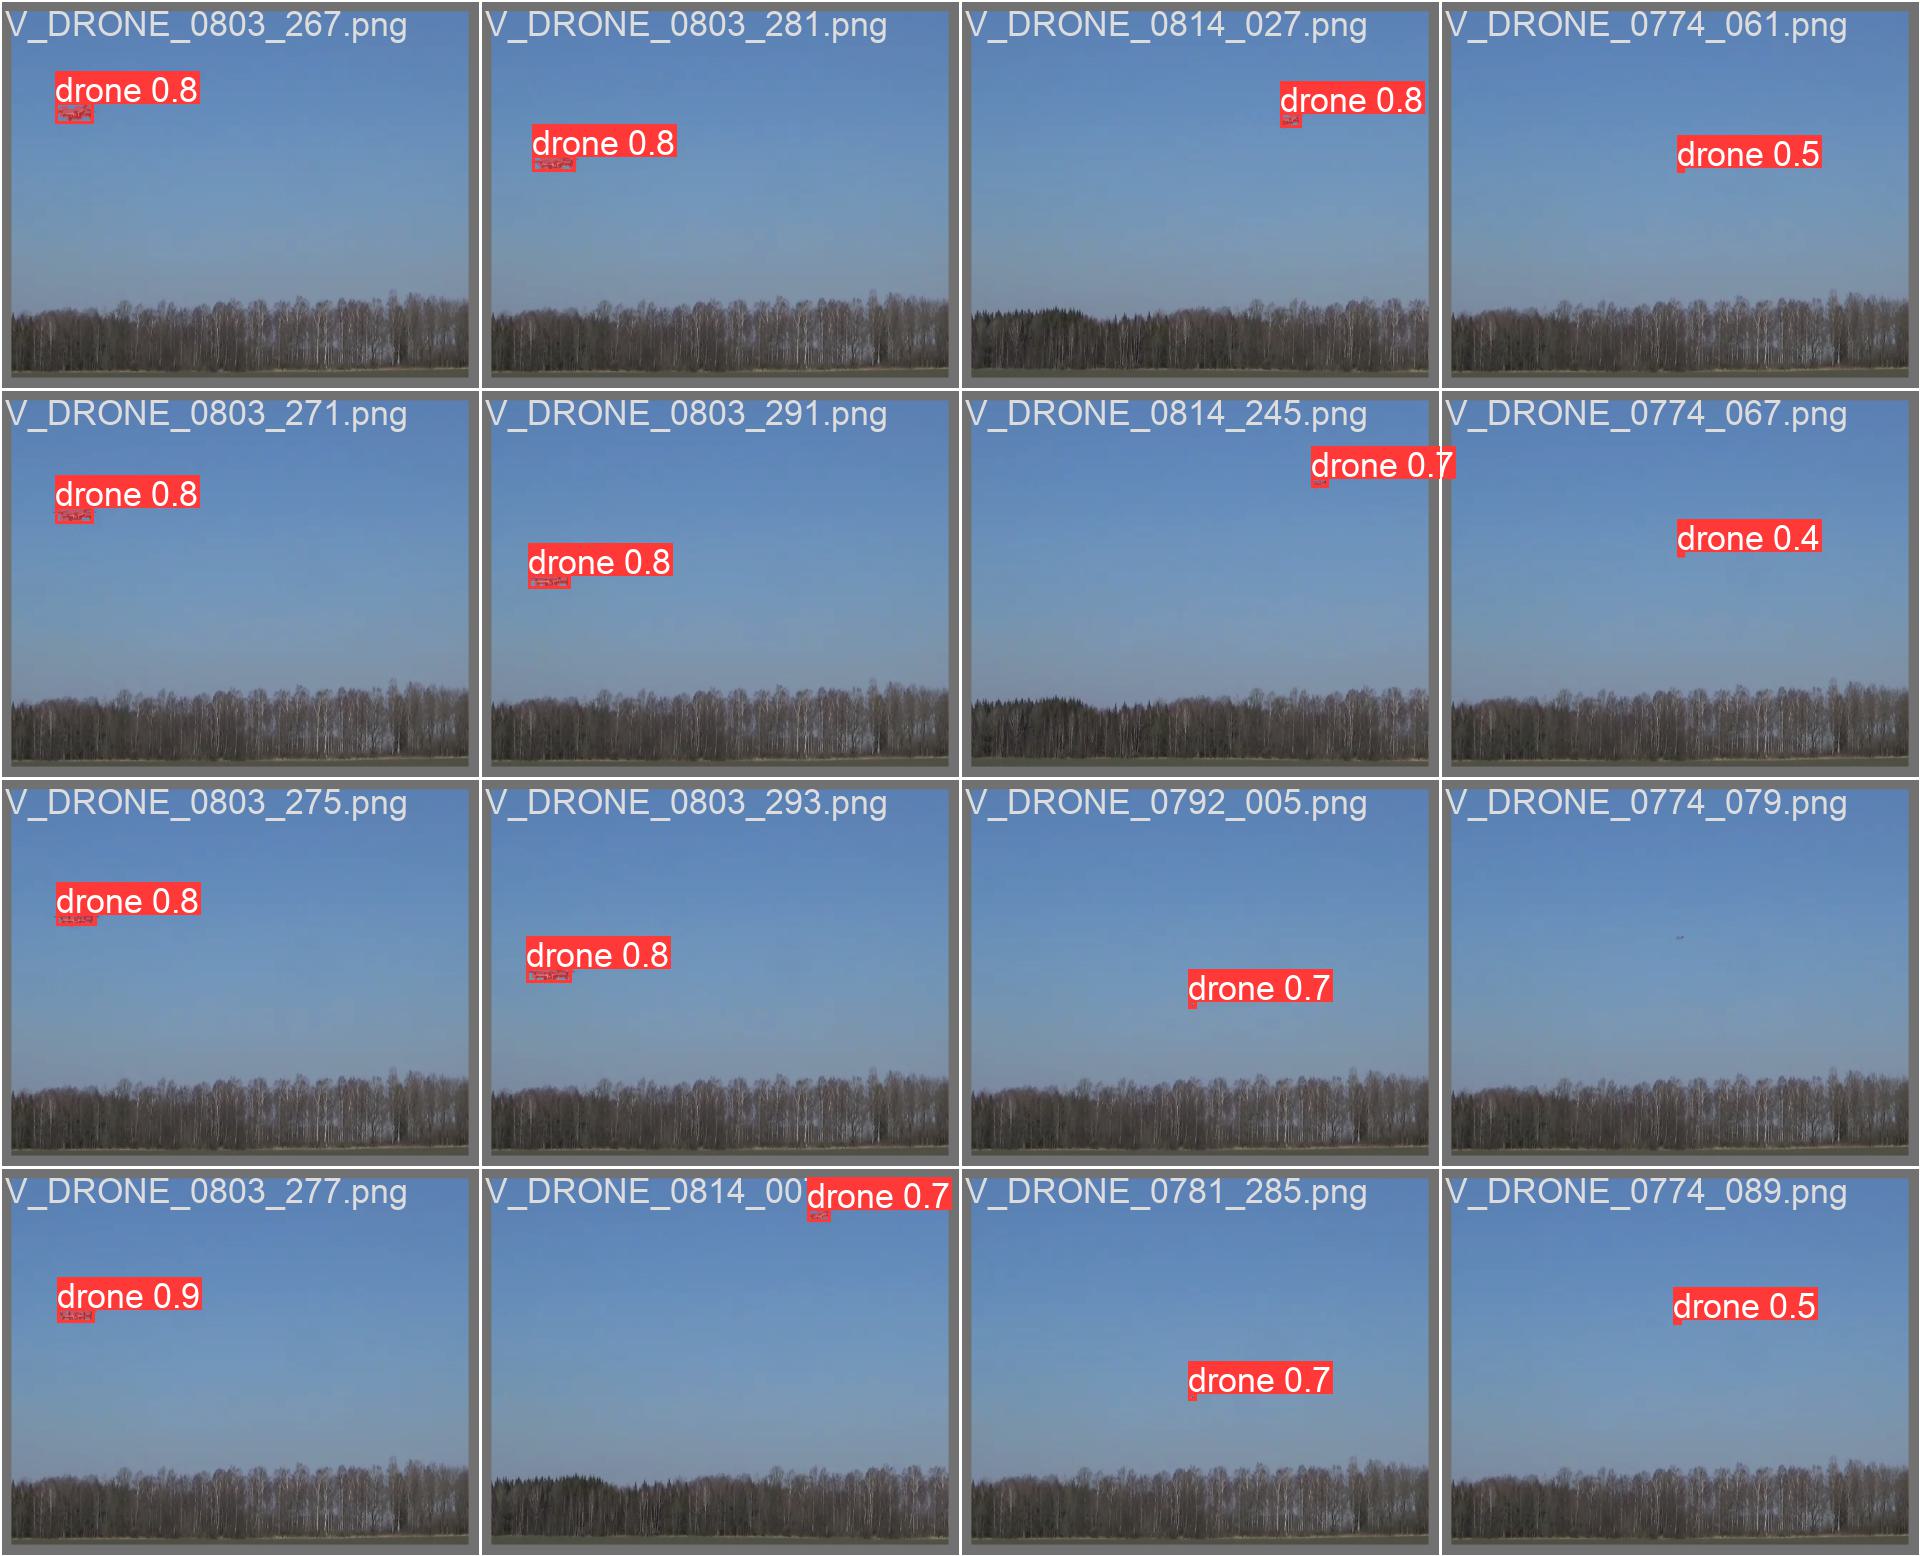 V_DRONE_0803_267.png
drone 0.8
V_DRONE_0803_281.png
drone 0.8
V_DRONE_0814_027.png
drone 0.8
V_DRONE_0774_061.png
drone 0.5
V_DRONE_0803_271.png
drone 0.8
V_DRONE_0803_291.png
drone 0.8
V_DRONE_0814_245.png
drone 0.7
V_DRONE_0774_067.png
drone 0.4
V_DRONE_0803_275.png
drone 0.8
V_DRONE_0803_293.png
drone 0.8
V_DRONE_0792_005.png
drone 0.7
V_DRONE_0774_079.png
V_DRONE_0803_277.png
drone 0.9
V_DRONE_0814_00
drone 0.7
V_DRONE_0781_285.png
drone 0.7
V_DRONE_0774_089.png
drone 0.5